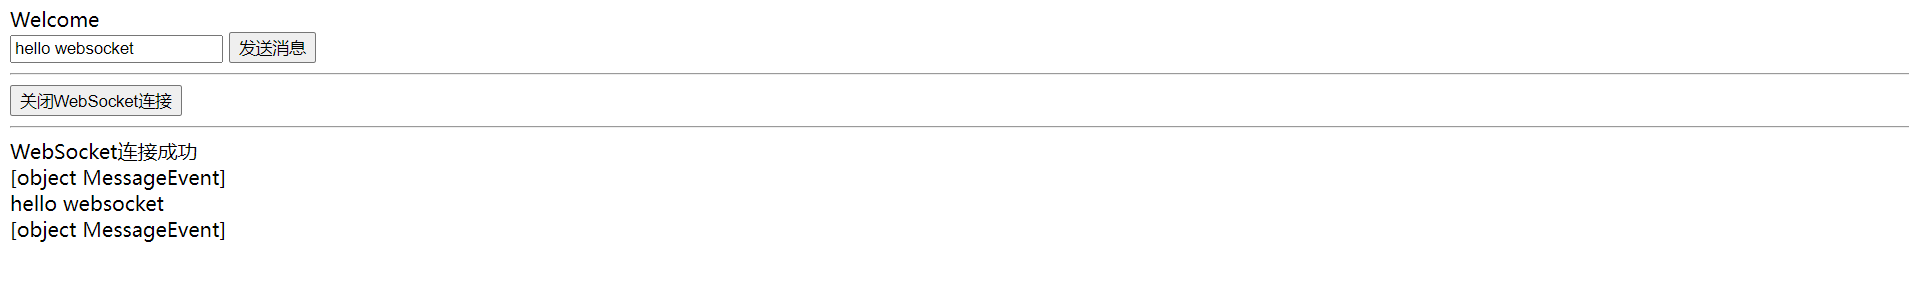 Welcome
hello websocket 发送消息
关闭WebSocket连接
WebSocket连接成功
[object MessageEvent]
hello websocket
[object MessageEvent]